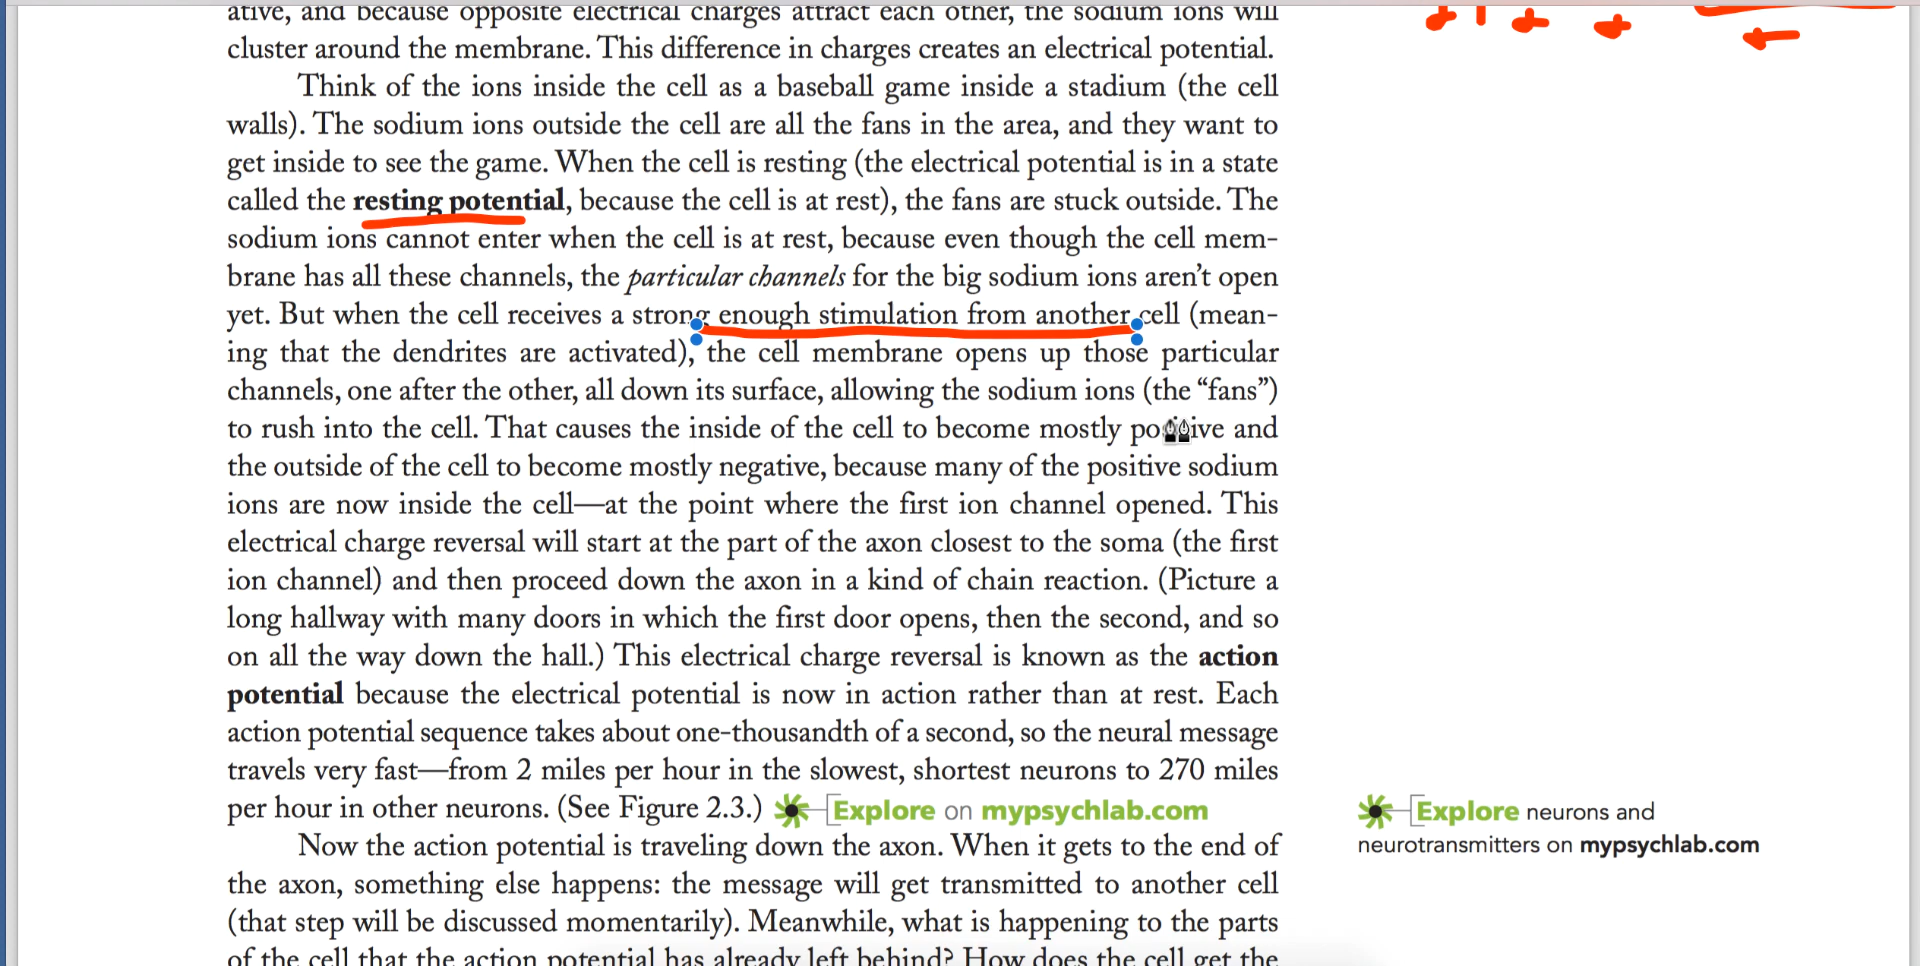 ative, and because opposite electrical charges attract each other, the sodium ions will
cluster around the membrane. This difference in charges creates an electrical potential.
Think of the ions inside the cell as a baseball game inside a stadium (the cell
walls). The sodium ions outside the cell are all the fans in the area, and they want to
get inside to see the game. When the cell is resting (the electrical potential is in a state
called the resting potential, because the cell is at rest), the fans are stuck outside. The
sodium ions cannot enter when the cell is at rest, because even though the cell mem-
brane has all these channels, the particular channels for the big sodium ions aren't open
yet. But when the cell receives a strong enough stimulation from another cell (mean-
ing that the dendrites are activated), the cell membrane opens up those particular
channels, one after the other, all down its surface, allowing the sodium ions (the “fans”)
to rush into the cell. That causes the inside of the cell to become mostly positive and
the outside of the cell to become mostly negative, because many of the positive sodium
ions are now inside the cell—at the point where the first ion channel opened. This
electrical charge reversal will start at the part of the axon closest to the soma (the first
ion channel) and then proceed down the axon in a kind of chain reaction. (Picture a
long hallway with many doors in which the first door opens, then the second, and so
on all the way down the hall.) This electrical charge reversal is known as the action
potential because the electrical potential is now in action rather than at rest. Each
action potential sequence takes about one-thousandth of a second, so the neural message
travels very fast—from 2 miles per hour in the slowest, shortest neurons to 270 miles
per hour in other neurons. (See Figure 2.3.) Explore on mypsychlab.com
Now the action potential is traveling down the axon. When it gets to the end of
the axon, something else happens: the message will get transmitted to another cell
(that step will be discussed momentarily). Meanwhile, what is happening to the parts
of the cell that the action potential has already left behind? How does the cell get the
Explore neurons and
neurotransmitters on mypsychlab.com